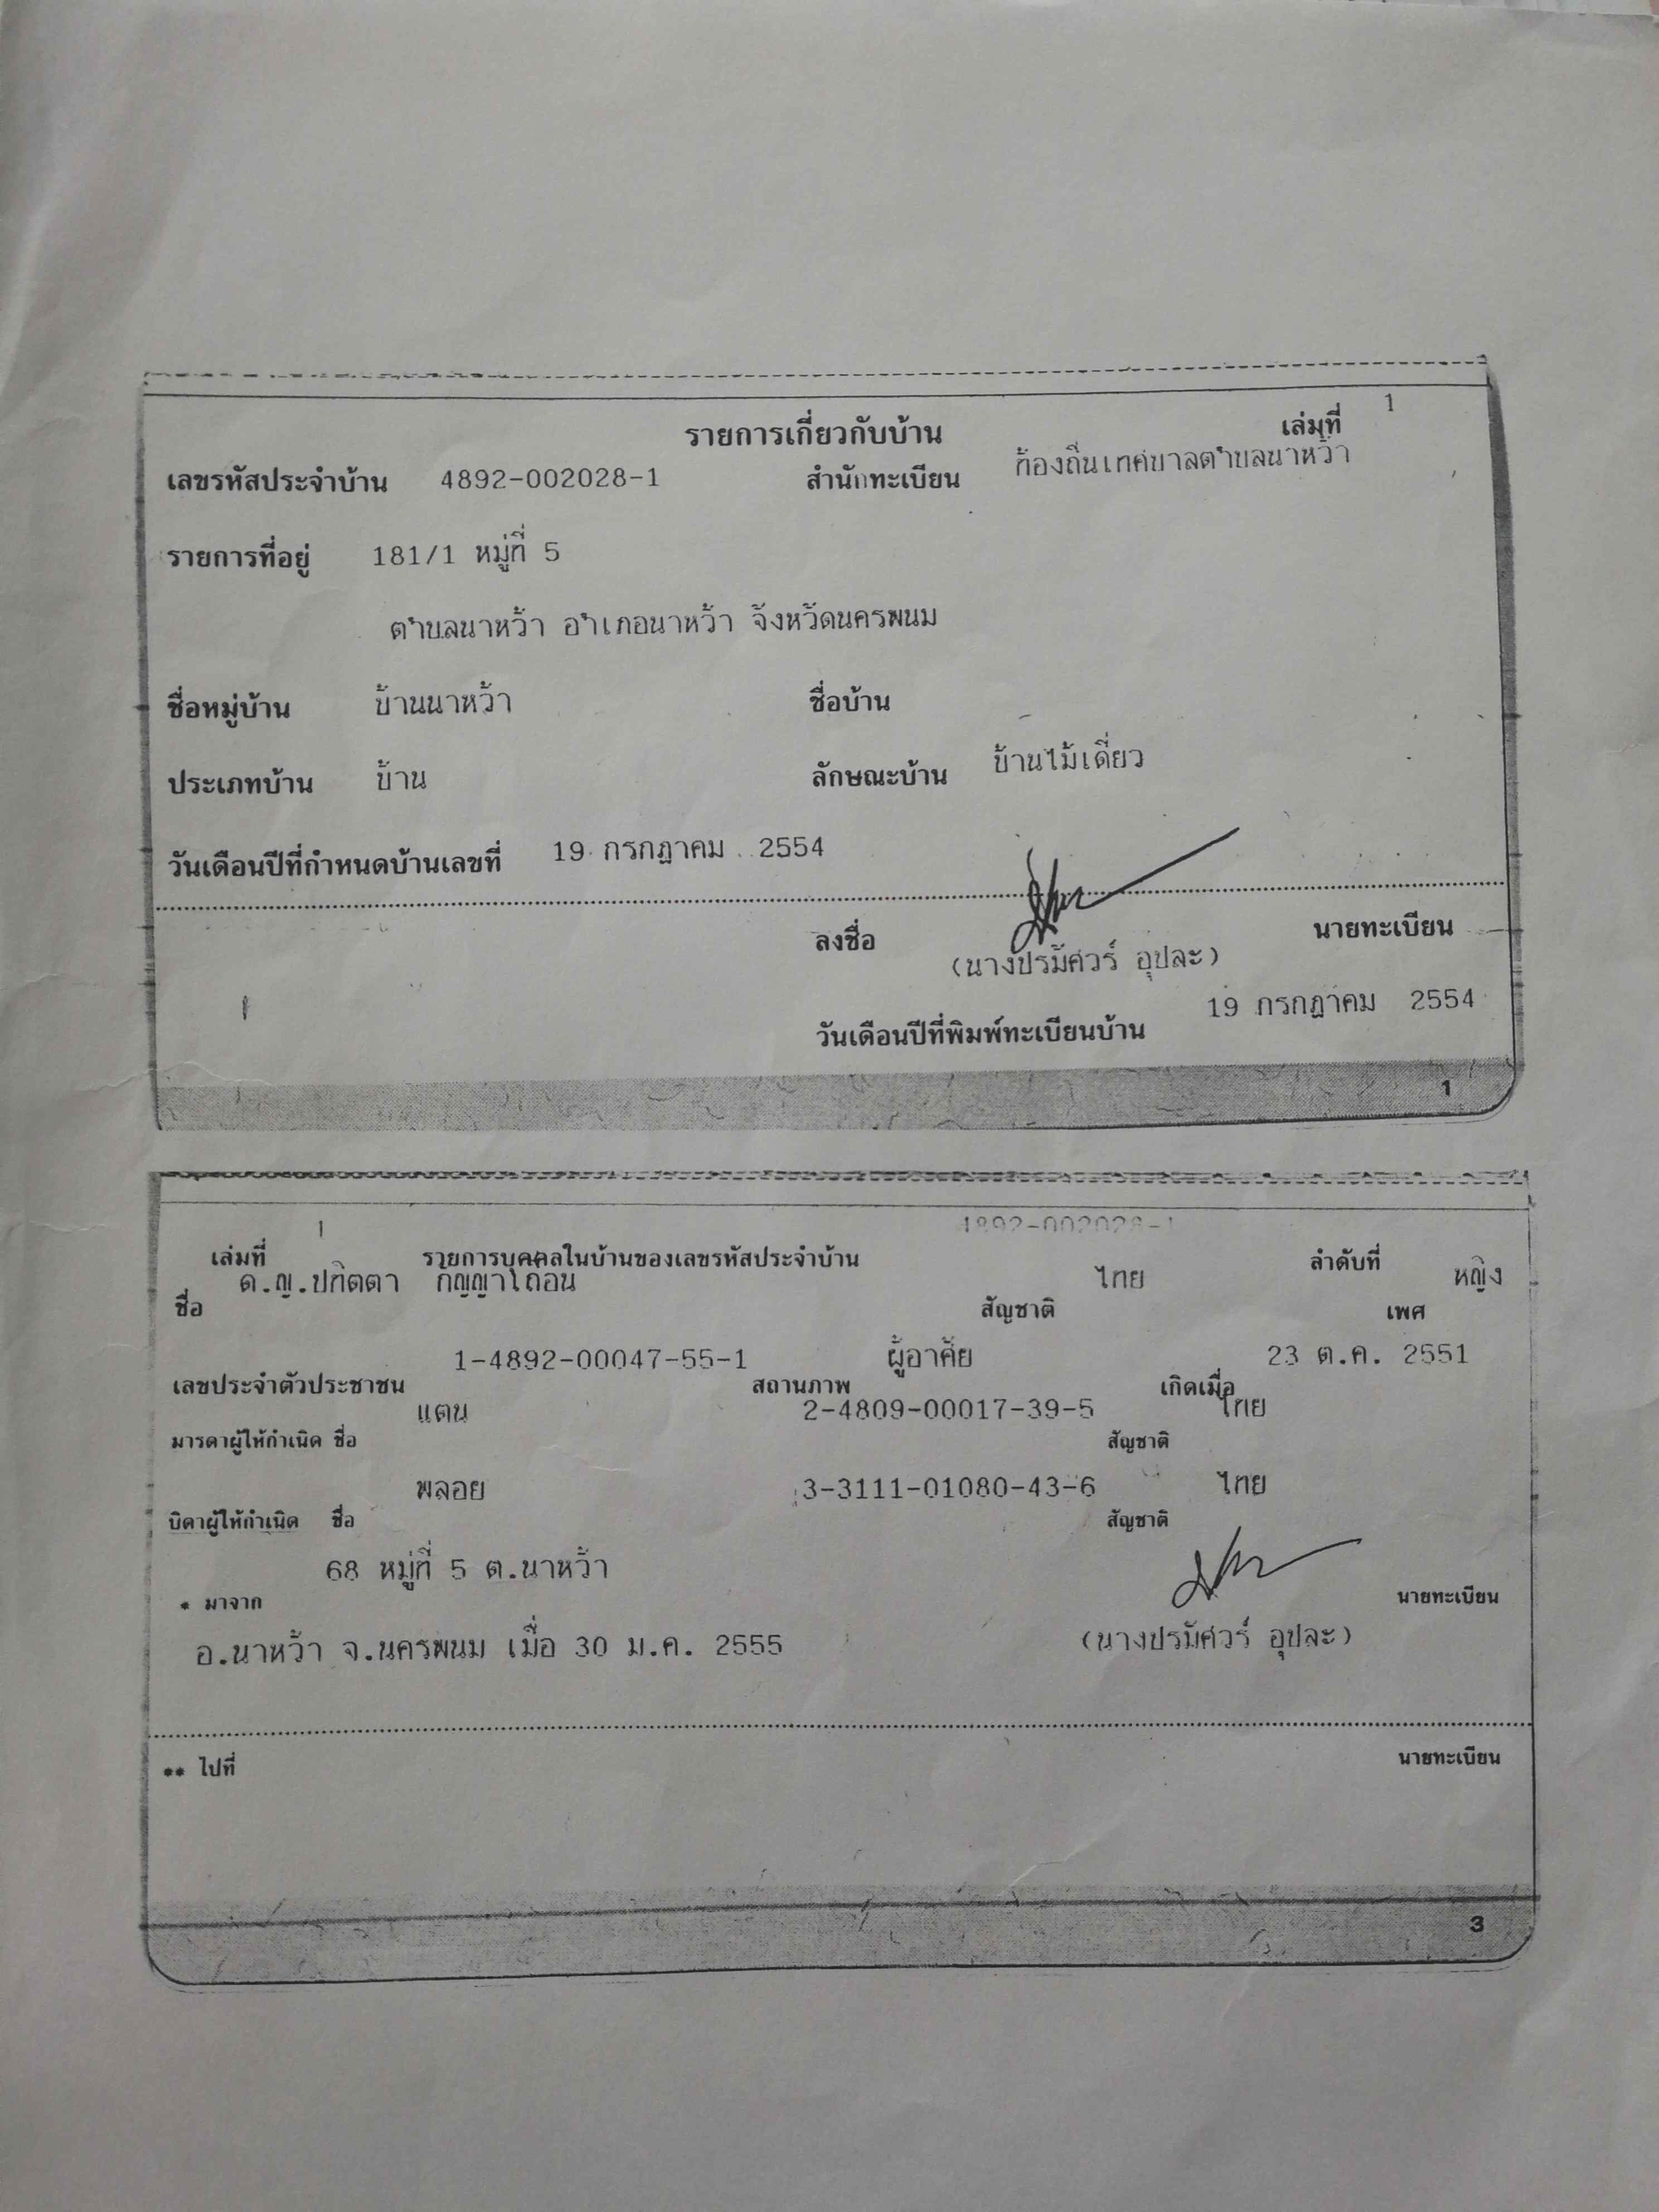 1
รายการเกี่ยวกับบ้าน เล่มที่
เลขรหัสประจำบ้าน 4892-002028-1 สำนักทะเบียน ท้องถิ่นเทศบาลตำบลนาหว้า
รายการที่อยู่ 181/1 หมู่ที่ 5
ตำบลนาหว้า อำเภอนาหว้า จังหวัดนครพนม
ชื่อหมู่บ้าน บ้านนาหว้า ชื่อบ้าน
ประเภทบ้าน บ้าน ลักษณะบ้าน บ้านไม้เดี่ยว
วันเดือนปีที่กำหนดบ้านเลขที่ 19 กรกฎาคม 2554
ลงชื่อ นายทะเบียน
(นางปรมัศวร์ อุปละ)
วันเดือนปีที่พิมพ์ทะเบียนบ้าน 19 กรกฎาคม 2554
1
1 4892-002028-1
เล่มที่ รายการบุคคลในบ้านของเลขรหัสประจำบ้าน ลำดับที่
ด.ญ.ปทิตตา กัญญาโถอน ไทย หญิง
ชื่อ สัญชาติ เพศ
1-4892-00047-55-1 ผู้อาศัย 23 ต.ค. 2551
เลขประจำตัวประชาชน สถานภาพ เกิดเมื่อ
แตน 2-4809-00017-39-5 ไทย
มารดาผู้ให้กำเนิด ชื่อ สัญชาติ
พลอย 3-3111-01080-43-6 ไทย
บิดาผู้ให้กำเนิด ชื่อ สัญชาติ
68 หมู่ที่ 5 ต.นาหว้า
* มาจาก นายทะเบียน
อ.นาหว้า จ.นครพนม เมื่อ 30 ม.ค. 2555 (นางปรมัศวร์ อุปละ)
** ไปที่ นายทะเบียน
3